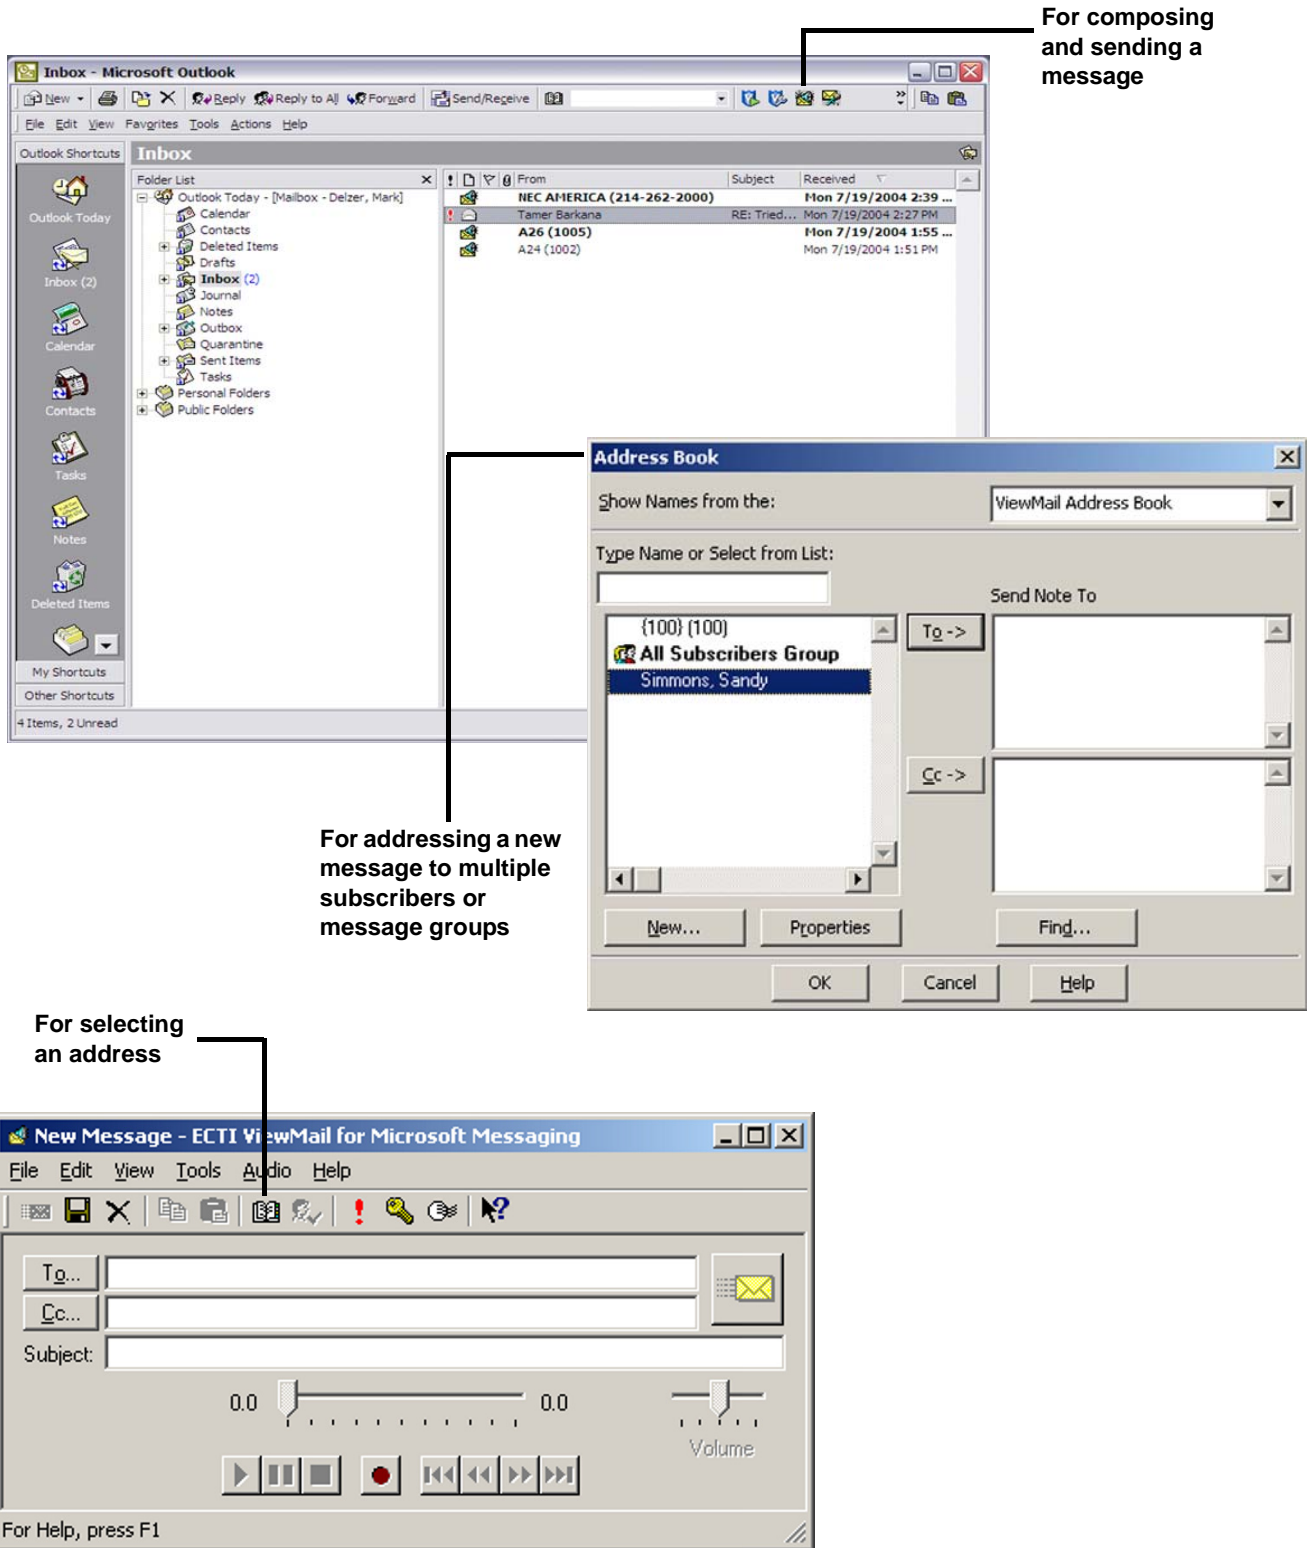 For composing
and sending a
message
Inbox - Microsoft Outlook
New Reply Reply to All Forward Send/Receive
File Edit View Favorites Tools Actions Help
Outlook Shortcuts
Inbox
Outlook Today
Inbox (2)
Calendar
Contacts
Tasks
Notes
Deleted Items
My Shortcuts
Other Shortcuts
Folder List
Outlook Today - [Mailbox - Delzer, Mark]
Calendar
Contacts
Deleted Items
Drafts
Inbox (2)
Journal
Notes
Outbox
Quarantine
Sent Items
Tasks
Personal Folders
Public Folders
From Subject Received
NEC AMERICA (214-262-2000) Mon 7/19/2004 2:39 ...
Tamer Barkana RE: Tried... Mon 7/19/2004 2:27 PM
A26 (1005) Mon 7/19/2004 1:55 ...
A24 (1002) Mon 7/19/2004 1:51 PM
4 Items, 2 Unread
Address Book
Show Names from the: ViewMail Address Book
Type Name or Select from List:
Send Note To
{100} (100)
All Subscribers Group
Simmons, Sandy
To ->
Cc ->
New... Properties Find...
OK Cancel Help
For addressing a new
message to multiple
subscribers or
message groups
For selecting
an address
New Message - ECTI ViewMail for Microsoft Messaging
File Edit View Tools Audio Help
To...
Cc...
Subject:
0.0 0.0
Volume
For Help, press F1